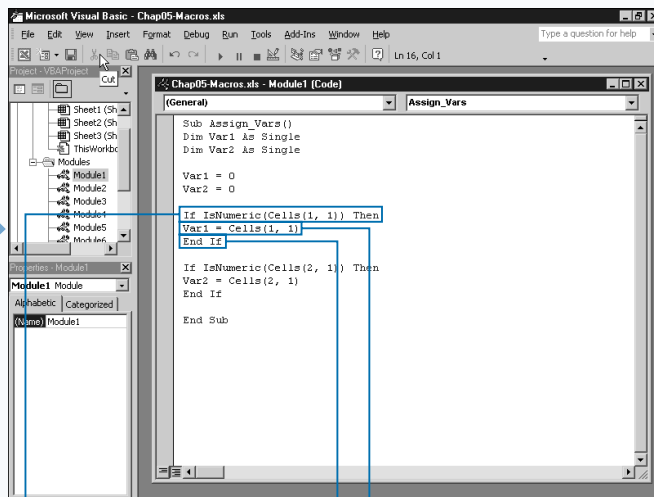 Microsoft Visual Basic - Chap05-Macros.xls
File Edit View Insert Format Debug Run Tools Add-Ins Window Help
Type a question for help
Ln 16, Col 1
Project - VBAProject
Cut
Sheet1 (Sh
Sheet2 (Sh
Sheet3 (Sh
ThisWorkbo
Modules
Module1
Module2
Module3
Module4
Module5
Module6
Properties - Module1
Module1 Module
Alphabetic Categorized
(Name) Module1
Chap05-Macros.xls - Module1 (Code)
(General) Assign_Vars
Sub Assign_Vars()
Dim Var1 As Single
Dim Var2 As Single
Var1 = 0
Var2 = 0
If IsNumeric(Cells(1, 1)) Then
Var1 = Cells(1, 1)
End If
If IsNumeric(Cells(2, 1)) Then
Var2 = Cells(2, 1)
End If
End Sub